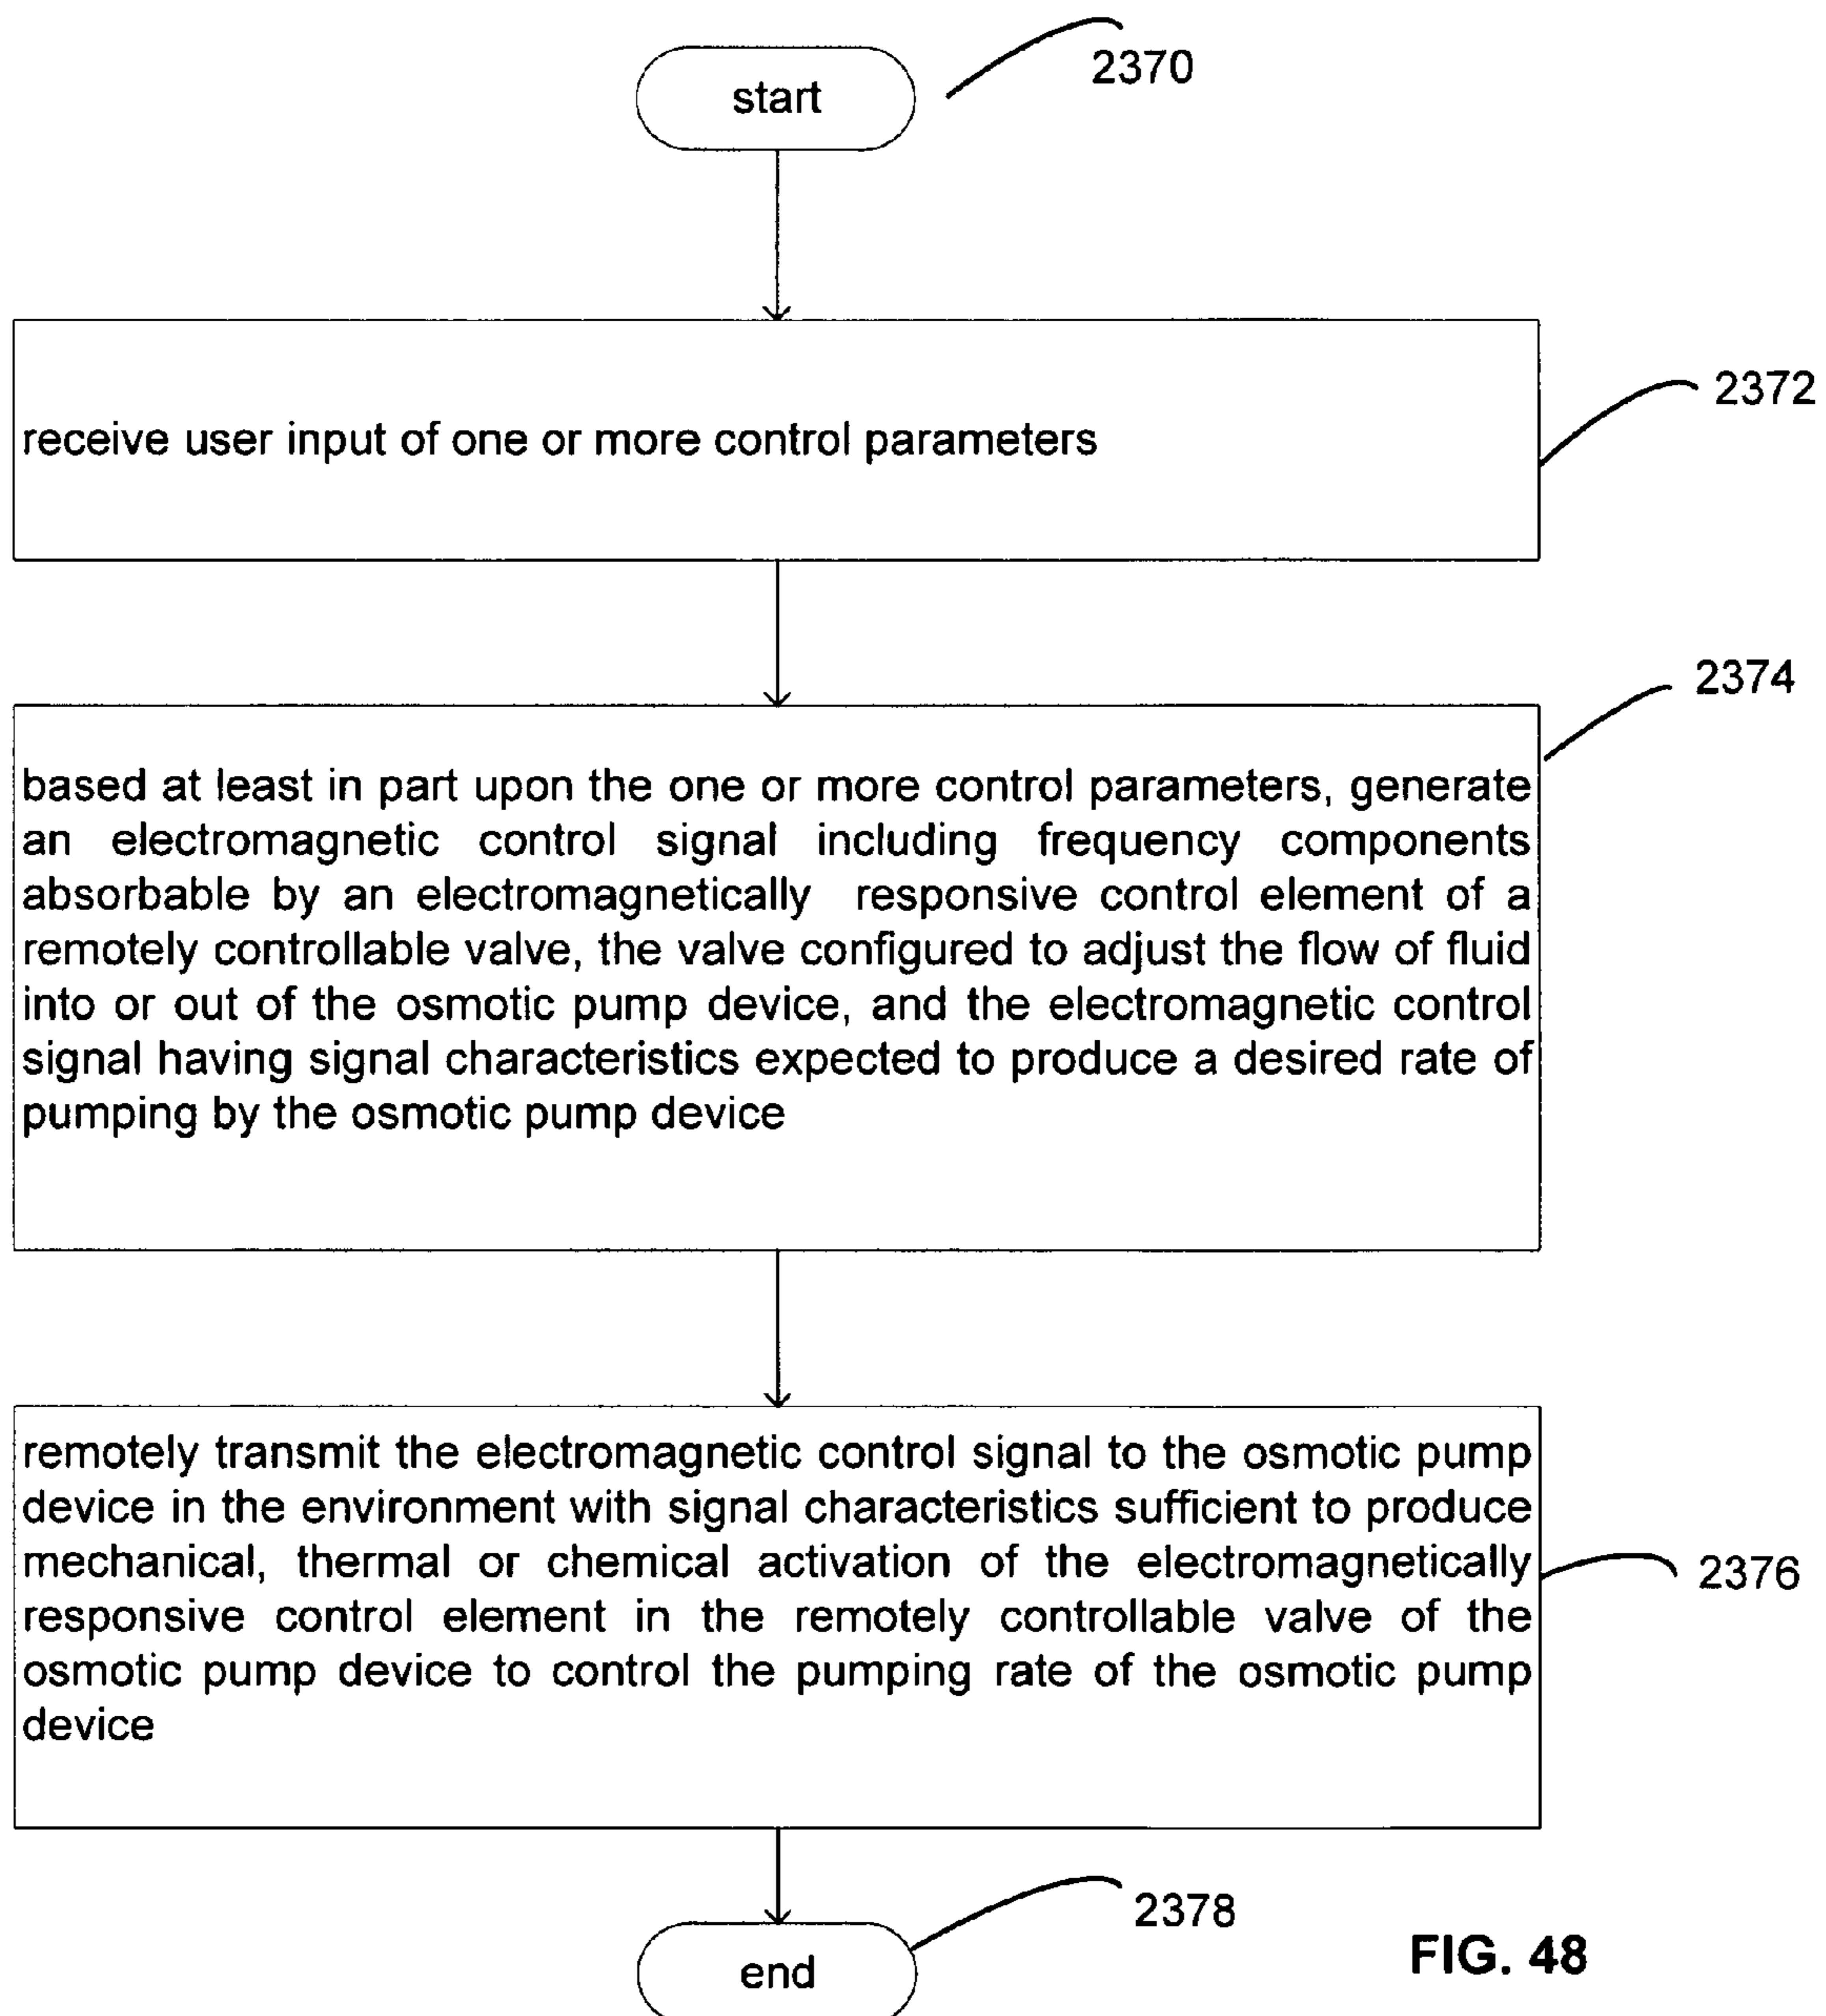 start
2370
receive user input of one or more control parameters
2372
2374
based at least in part upon the one or more control parameters, generate
an electromagnetic control signal including frequency components
absorbable by an electromagnetically responsive control element of a
remotely controllable valve, the valve configured to adjust the flow of fluid
into or out of the osmotic pump device, and the electromagnetic control
signal having signal characteristics expected to produce a desired rate of
pumping by the osmotic pump device
remotely transmit the electromagnetic control signal to the osmotic pump
device in the environment with signal characteristics sufficient to produce
mechanical, thermal or chemical activation of the electromagnetically
responsive control element in the remotely controllable valve of the
osmotic pump device to control the pumping rate of the osmotic pump
device
2376
2378
end
FIG. 48